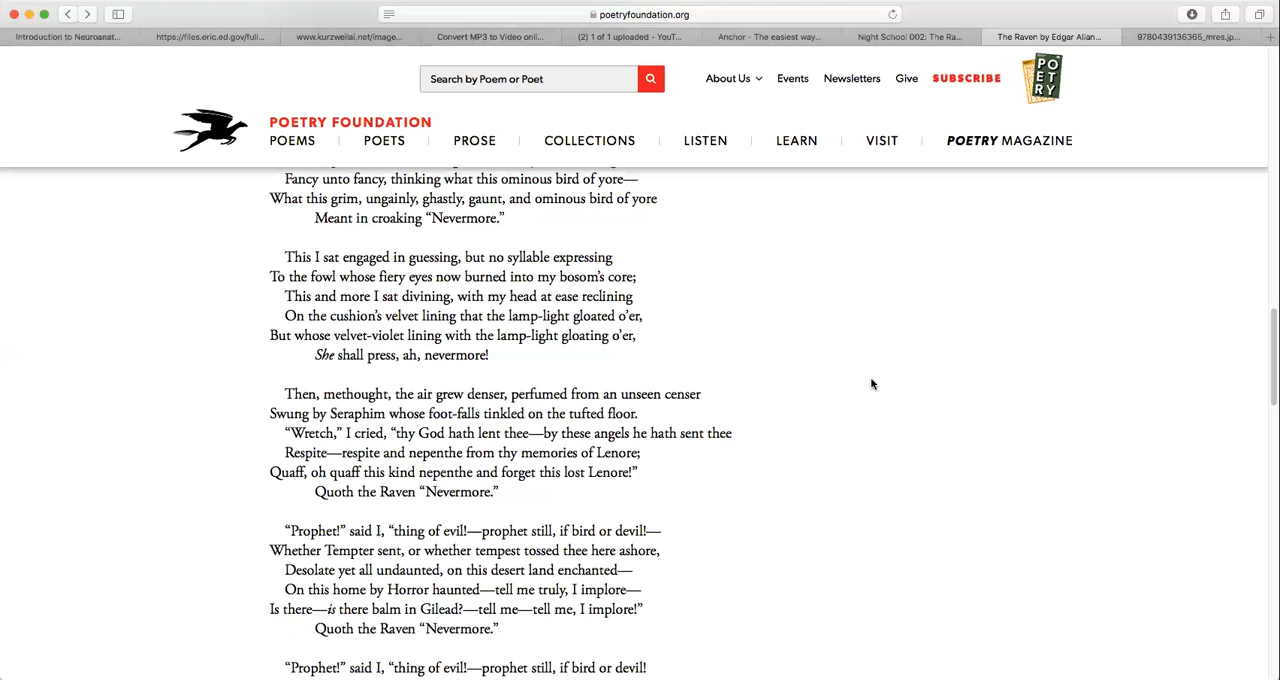 poetryfoundation.org
Introduction to Neuroanat...
https://files.eric.ed.gov/full...
www.kurzweilai.net/image...
Convert MP3 to Video onli...
(2) 1 of 1 uploaded - YouT...
Anchor - The easiest way...
Night School 002: The Ra...
The Raven by Edgar Allan...
9780439136365_mres.jp...
Search by Poem or Poet
About Us
Events
Newsletters
Give
SUBSCRIBE
PO
ET
RY
POETRY FOUNDATION
POEMS
POETS
PROSE
COLLECTIONS
LISTEN
LEARN
VISIT
POETRY MAGAZINE
Fancy unto fancy, thinking what this ominous bird of yore—
What this grim, ungainly, ghastly, gaunt, and ominous bird of yore
Meant in croaking “Nevermore.”
This I sat engaged in guessing, but no syllable expressing
To the fowl whose fiery eyes now burned into my bosom’s core;
This and more I sat divining, with my head at ease reclining
On the cushion’s velvet lining that the lamp-light gloated o’er,
But whose velvet-violet lining with the lamp-light gloating o’er,
She shall press, ah, nevermore!
Then, methought, the air grew denser, perfumed from an unseen censer
Swung by Seraphim whose foot-falls tinkled on the tufted floor.
“Wretch,” I cried, “thy God hath lent thee—by these angels he hath sent thee
Respite—respite and nepenthe from thy memories of Lenore;
Quaff, oh quaff this kind nepenthe and forget this lost Lenore!”
Quoth the Raven “Nevermore.”
“Prophet!” said I, “thing of evil!—prophet still, if bird or devil!—
Whether Tempter sent, or whether tempest tossed thee here ashore,
Desolate yet all undaunted, on this desert land enchanted—
On this home by Horror haunted—tell me truly, I implore—
Is there—is there balm in Gilead?—tell me—tell me, I implore!”
Quoth the Raven “Nevermore.”
“Prophet!” said I, “thing of evil!—prophet still, if bird or devil!